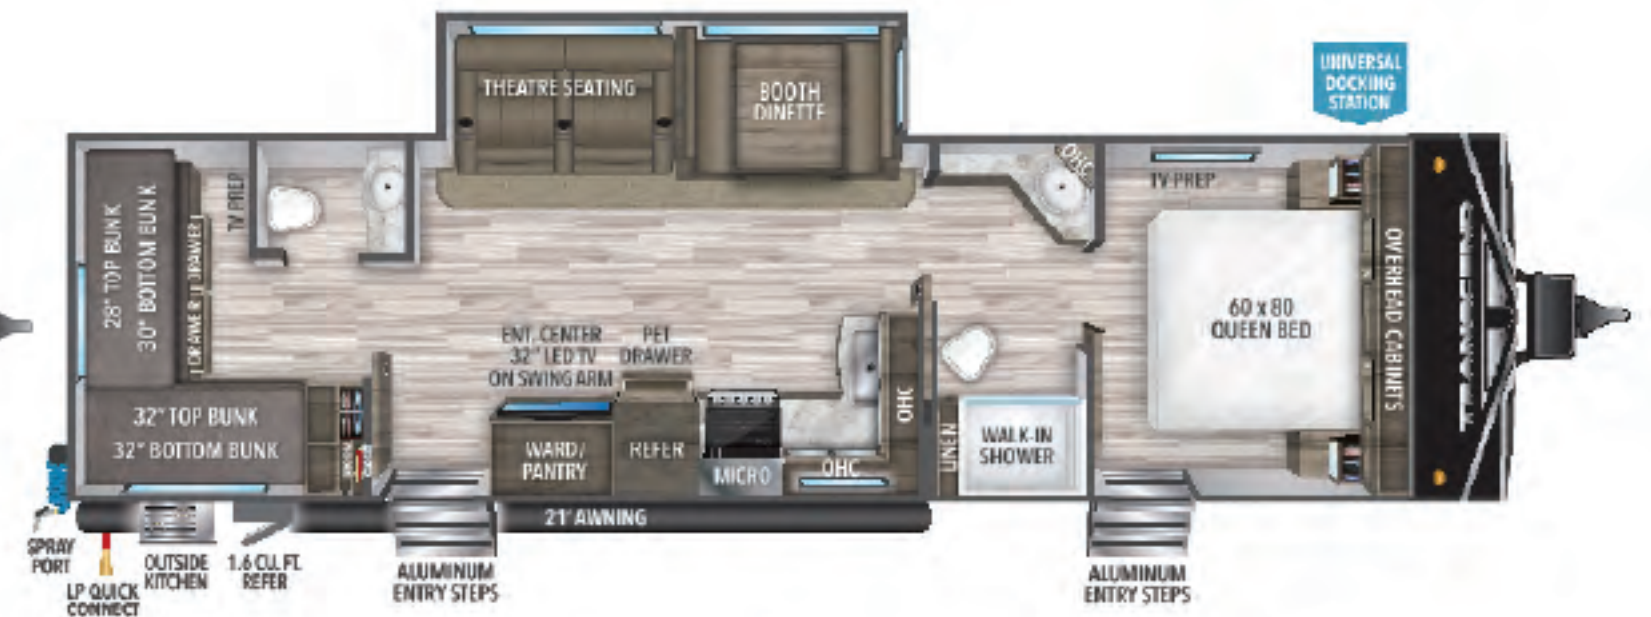 THEATRE SEATING
BOOTH
DINETTE
UNIVERSAL
DOCKING
STATION
28" TOP BUNK
30" BOTTOM BUNK
DRAWER
DRAWER
TV PREP
OHC
TV PREP
OVERHEAD CABINETS
60 x 80
QUEEN BED
ENT. CENTER
32" LED TV
ON SWING ARM
PET
DRAWER
32" TOP BUNK
32" BOTTOM BUNK
WARD/
PANTRY
REFER
MICRO
OHC
OHC
LINEN
WALK-IN
SHOWER
21' AWNING
SPRAY
PORT
LP QUICK
CONNECT
OUTSIDE
KITCHEN
1.6 CU. FT.
REFER
ALUMINUM
ENTRY STEPS
ALUMINUM
ENTRY STEPS